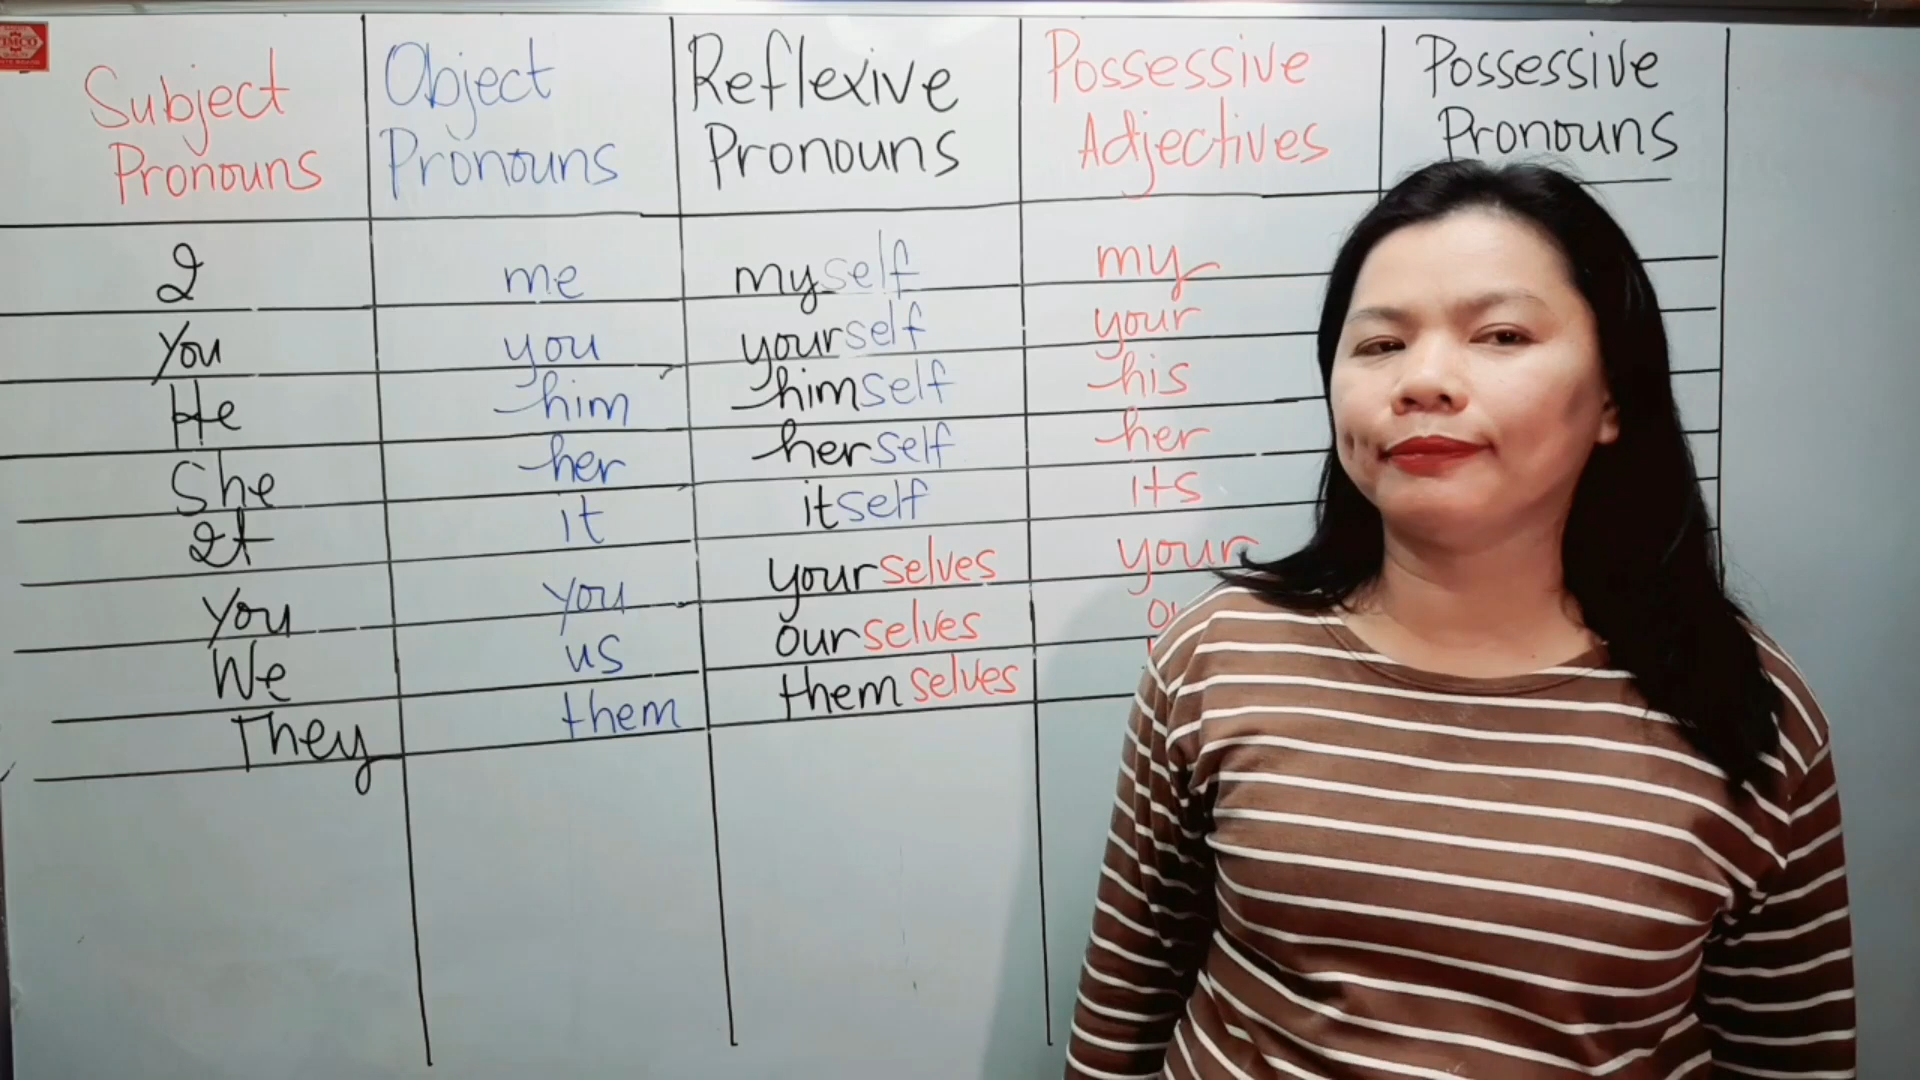 Subject Pronouns
Object Pronouns
Reflexive Pronouns
Possessive Adjectives
Possessive Pronouns
I me myself my
You you yourself your
He him himself his
She her herself her
It it itself its
You you yourselves your
We us ourselves
They them themselves